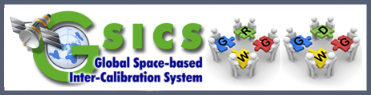 GSICS
Global Space-based
Inter-Calibration System
G R W G
G D W G